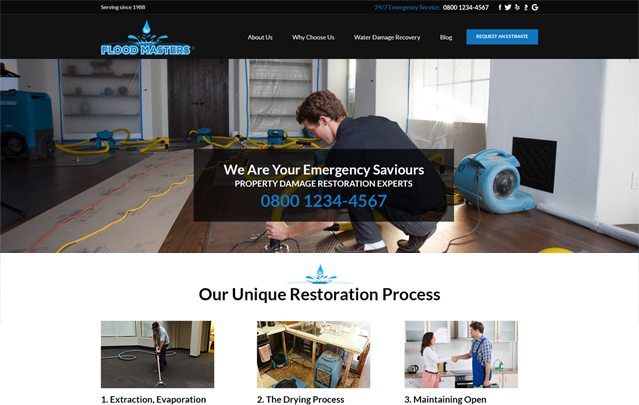 Serving since 1988
24/7 Emergency Service: 0800 1234-4567
FLOOD MASTERS
About Us
Why Choose Us
Water Damage Recovery
Blog
REQUEST AN ESTIMATE
We Are Your Emergency Saviours
PROPERTY DAMAGE RESTORATION EXPERTS
0800 1234-4567
Our Unique Restoration Process
1. Extraction, Evaporation
2. The Drying Process
3. Maintaining Open